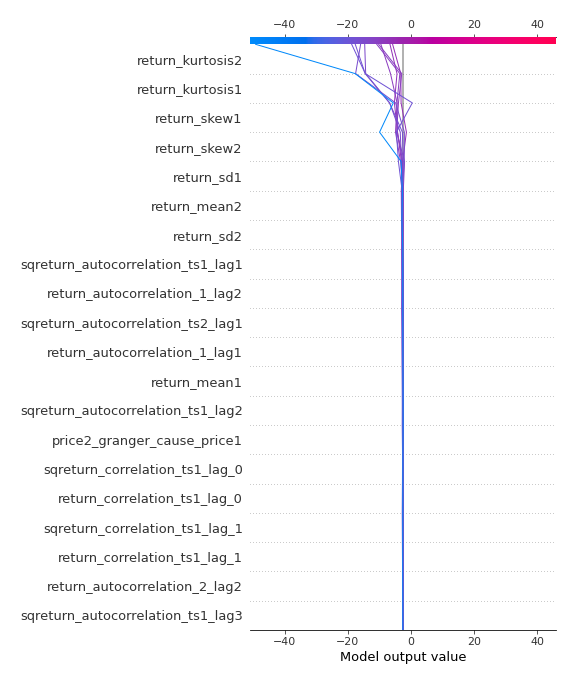 −40 −20 0 20 40
return_kurtosis2
return_kurtosis1
return_skew1
return_skew2
return_sd1
return_mean2
return_sd2
sqreturn_autocorrelation_ts1_lag1
return_autocorrelation_1_lag2
sqreturn_autocorrelation_ts2_lag1
return_autocorrelation_1_lag1
return_mean1
sqreturn_autocorrelation_ts1_lag2
price2_granger_cause_price1
sqreturn_correlation_ts1_lag_0
return_correlation_ts1_lag_0
sqreturn_correlation_ts1_lag_1
return_correlation_ts1_lag_1
return_autocorrelation_2_lag2
sqreturn_autocorrelation_ts1_lag3
−40 −20 0 20 40
Model output value